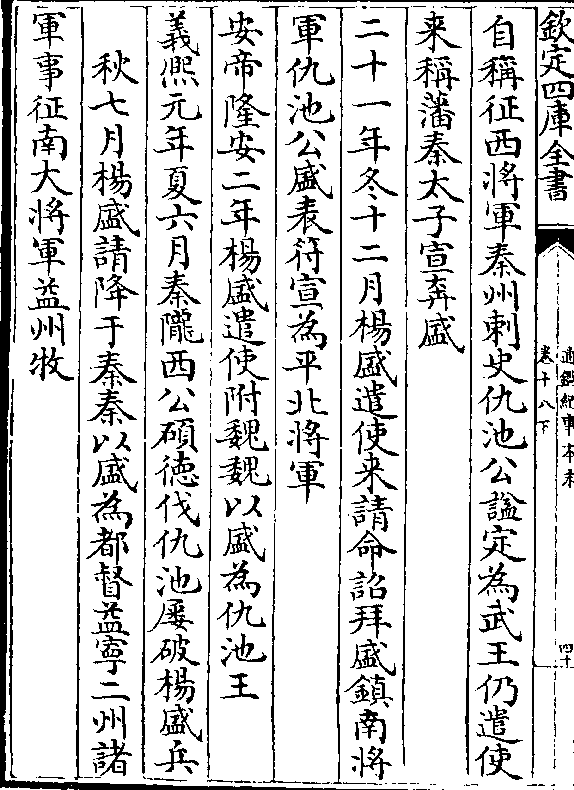 欽定四庫全書
通鑑紀事本末
卷十八下
四十
自稱征西將軍秦州刺史仇池公諡定為武王仍遣使
来稱藩秦太子宣奔盛
二十一年冬十二月楊盛遣使来請命詔拜盛鎮南將
軍仇池公盛表苻宣為平北將軍
安帝隆安二年楊盛遣使附魏魏以盛為仇池王
義熙元年夏六月秦隴西公碩德伐仇池屢破楊盛兵
秋七月楊盛請降于秦秦以盛為都督益寧二州諸
軍事征南大將軍益州牧